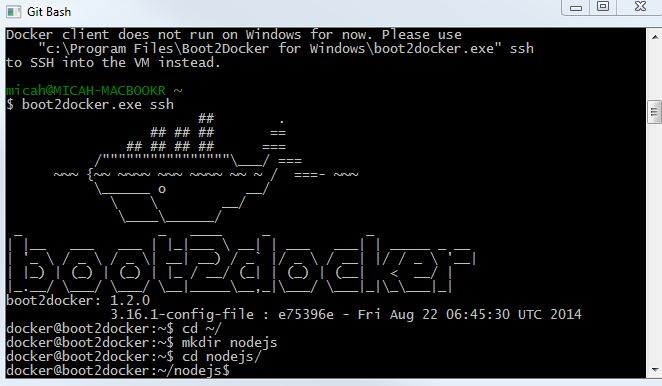 Git Bash
Docker client does not run on Windows for now. Please use
    "c:\Program Files\Boot2Docker for Windows\boot2docker.exe" ssh
to SSH into the VM instead.
micah@MICAH-MACBOOKR ~
$ boot2docker.exe ssh
boot2docker
boot2docker: 1.2.0
             3.16.1-config-file : e75396e - Fri Aug 22 06:45:30 UTC 2014
docker@boot2docker:~$ cd ~/
docker@boot2docker:~$ mkdir nodejs
docker@boot2docker:~$ cd nodejs/
docker@boot2docker:~/nodejs$